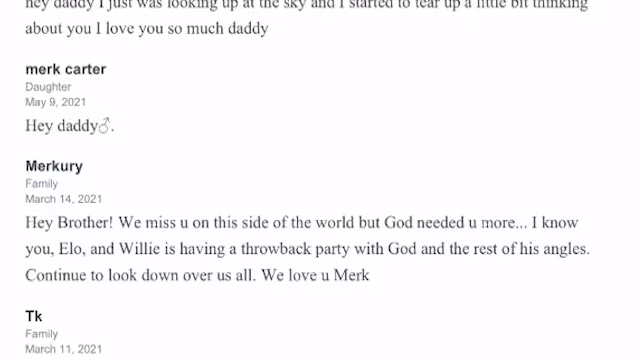 hey daddy I just was looking up at the sky and I started to tear up a little bit thinking
about you I love you so much daddy
merk carter
Daughter
May 9, 2021
Hey daddy♂.
Merkury
Family
March 14, 2021
Hey Brother! We miss u on this side of the world but God needed u more... I know
you, Elo, and Willie is having a throwback party with God and the rest of his angles.
Continue to look down over us all. We love u Merk
Tk
Family
March 11, 2021